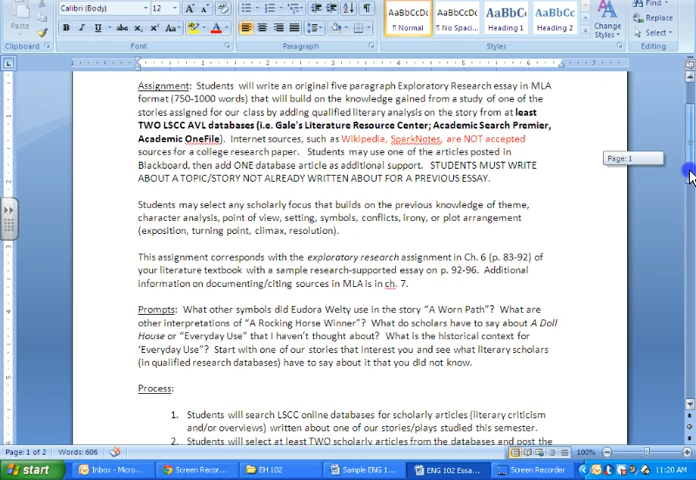 Calibri (Body)
12
Paste
Clipboard
Font
Paragraph
AaBbCcDc
AaBbCcDc
AaBbC
AaBbCc
¶ Normal
¶ No Spaci...
Heading 1
Heading 2
Change
Styles
Styles
Find
Replace
Select
Editing
Page: 1
Assignment: Students will write an original five paragraph Exploratory Research essay in MLA
format (750-1000 words) that will build on the knowledge gained from a study of one of the
stories assigned for our class by adding qualified literary analysis on the story from at least
TWO LSCC AVL databases (i.e. Gale's Literature Resource Center; Academic Search Premier,
Academic OneFile). Internet sources, such as Wikipedia, SparkNotes, are NOT accepted
sources for a college research paper. Students may use one of the articles posted in
Blackboard, then add ONE database article as additional support. STUDENTS MUST WRITE
ABOUT A TOPIC/STORY NOT ALREADY WRITTEN ABOUT FOR A PREVIOUS ESSAY.
Students may select any scholarly focus that builds on the previous knowledge of theme,
character analysis, point of view, setting, symbols, conflicts, irony, or plot arrangement
(exposition, turning point, climax, resolution).
This assignment corresponds with the exploratory research assignment in Ch. 6 (p. 83-92) of
your literature textbook with a sample research-supported essay on p. 92-96. Additional
information on documenting/citing sources in MLA is in ch. 7.
Prompts: What other symbols did Eudora Welty use in the story “A Worn Path”? What are
other interpretations of “A Rocking Horse Winner”? What do scholars have to say about A Doll
House or “Everyday Use” that I haven’t thought about? What is the historical context for
‘Everyday Use”? Start with one of our stories that interest you and see what literary scholars
(in qualified research databases) have to say about it that you did not know.
Process:
1. Students will search LSCC online databases for scholarly articles (literary criticism
and/or overviews) written about one of our stories/plays studied this semester.
2. Students will select at least TWO scholarly articles from the databases and post the
Page: 1 of 2
Words: 606
100%
start
Inbox - Micro...
Screen Recor...
EH 102
Sample ENG 1...
ENG 102 Essa...
Screen Recorder
11:20 AM